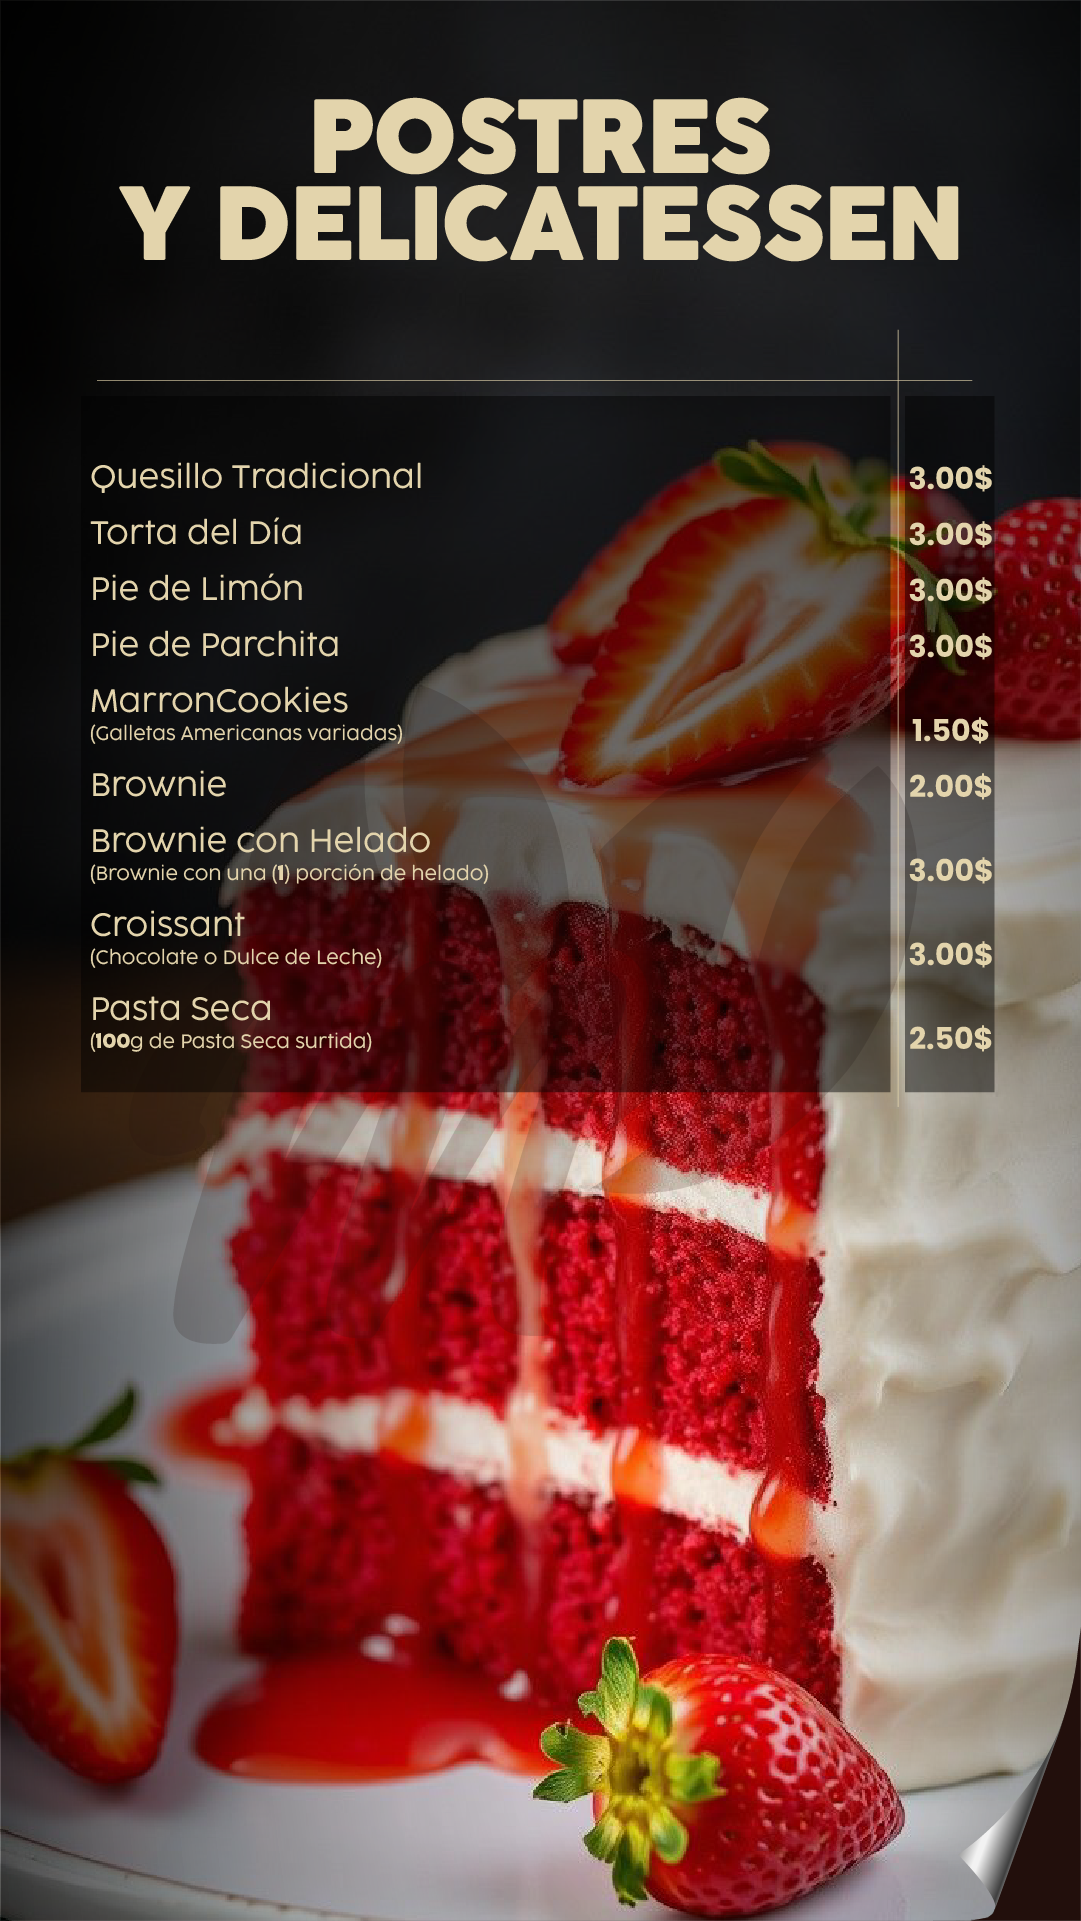 POSTRES
Y DELICATESSEN
Quesillo Tradicional 3.00$
Torta del Día 3.00$
Pie de Limón 3.00$
Pie de Parchita 3.00$
MarronCookies
(Galletas Americanas variadas) 1.50$
Brownie 2.00$
Brownie con Helado
(Brownie con una (1) porción de helado) 3.00$
Croissant
(Chocolate o Dulce de Leche) 3.00$
Pasta Seca
(100g de Pasta Seca surtida) 2.50$